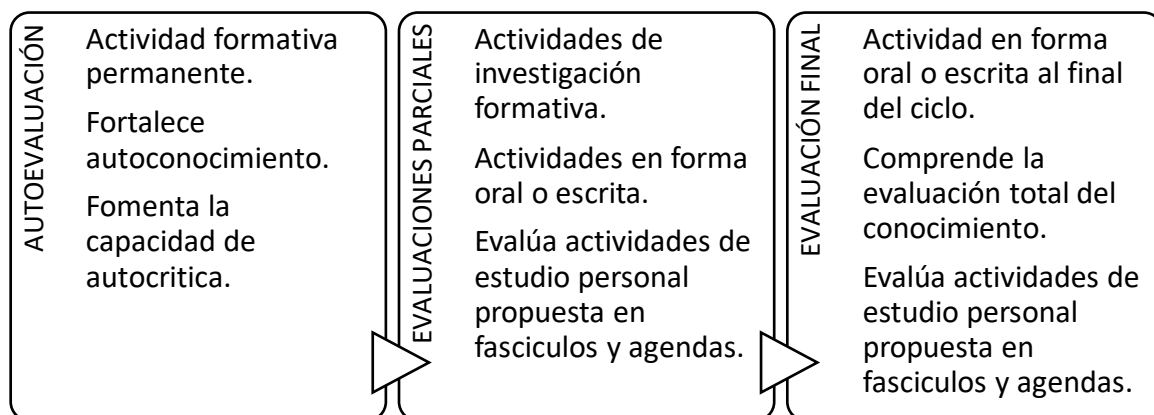 AUTOEVALUACIÓN
Actividad formativa
permanente.
Fortalece
autoconocimiento.
Fomenta la
capacidad de
autocritica.
EVALUACIONES PARCIALES
Actividades de
investigación
formativa.
Actividades en forma
oral o escrita.
Evalúa actividades de
estudio personal
propuesta en
fasciculos y agendas.
EVALUACIÓN FINAL
Actividad en forma
oral o escrita al final
del ciclo.
Comprende la
evaluación total del
conocimiento.
Evalúa actividades de
estudio personal
propuesta en
fasciculos y agendas.